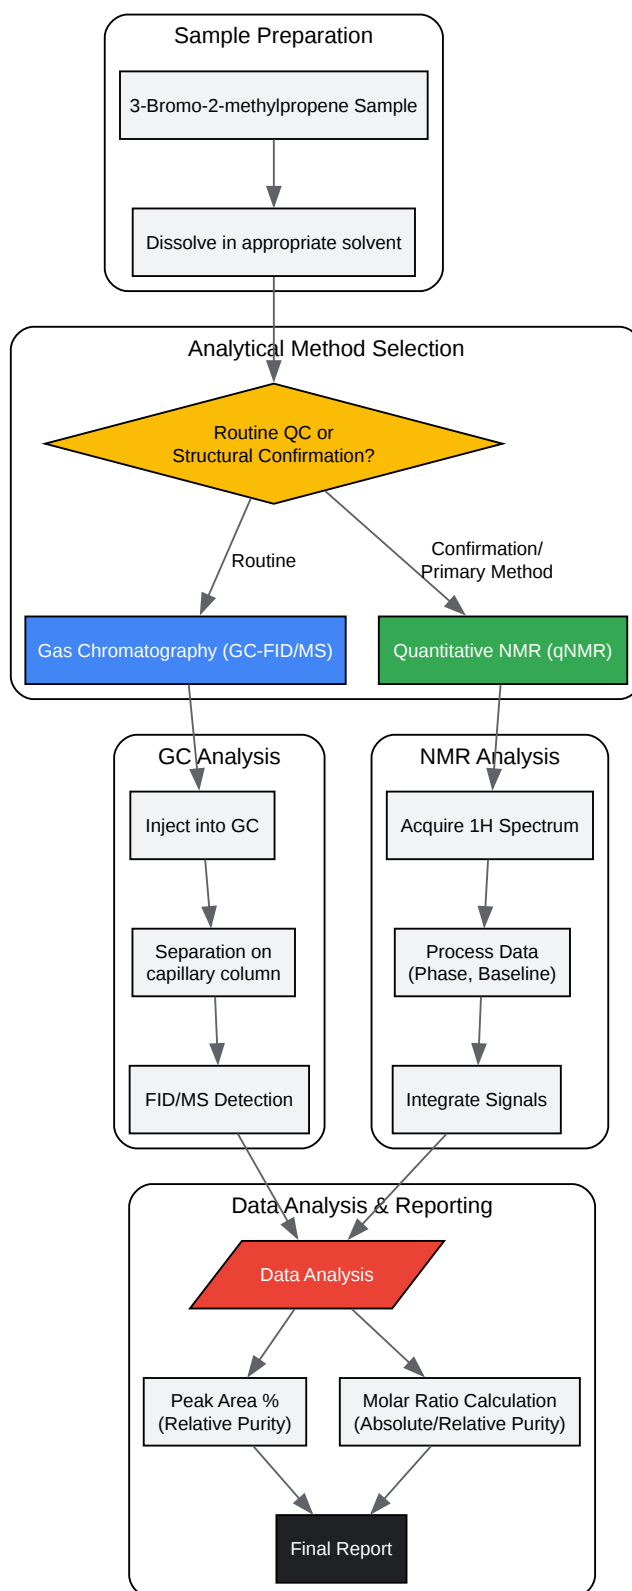 Sample Preparation
3-Bromo-2-methylpropene Sample
Dissolve in appropriate solvent
Analytical Method Selection
Routine QC or
Structural Confirmation?
Routine
Confirmation/
Primary Method
Gas Chromatography (GC-FID/MS)
Quantitative NMR (qNMR)
GC Analysis
Inject into GC
Separation on
capillary column
FID/MS Detection
NMR Analysis
Acquire 1H Spectrum
Process Data
(Phase, Baseline)
Integrate Signals
Data Analysis & Reporting
Data Analysis
Peak Area %
(Relative Purity)
Molar Ratio Calculation
(Absolute/Relative Purity)
Final Report